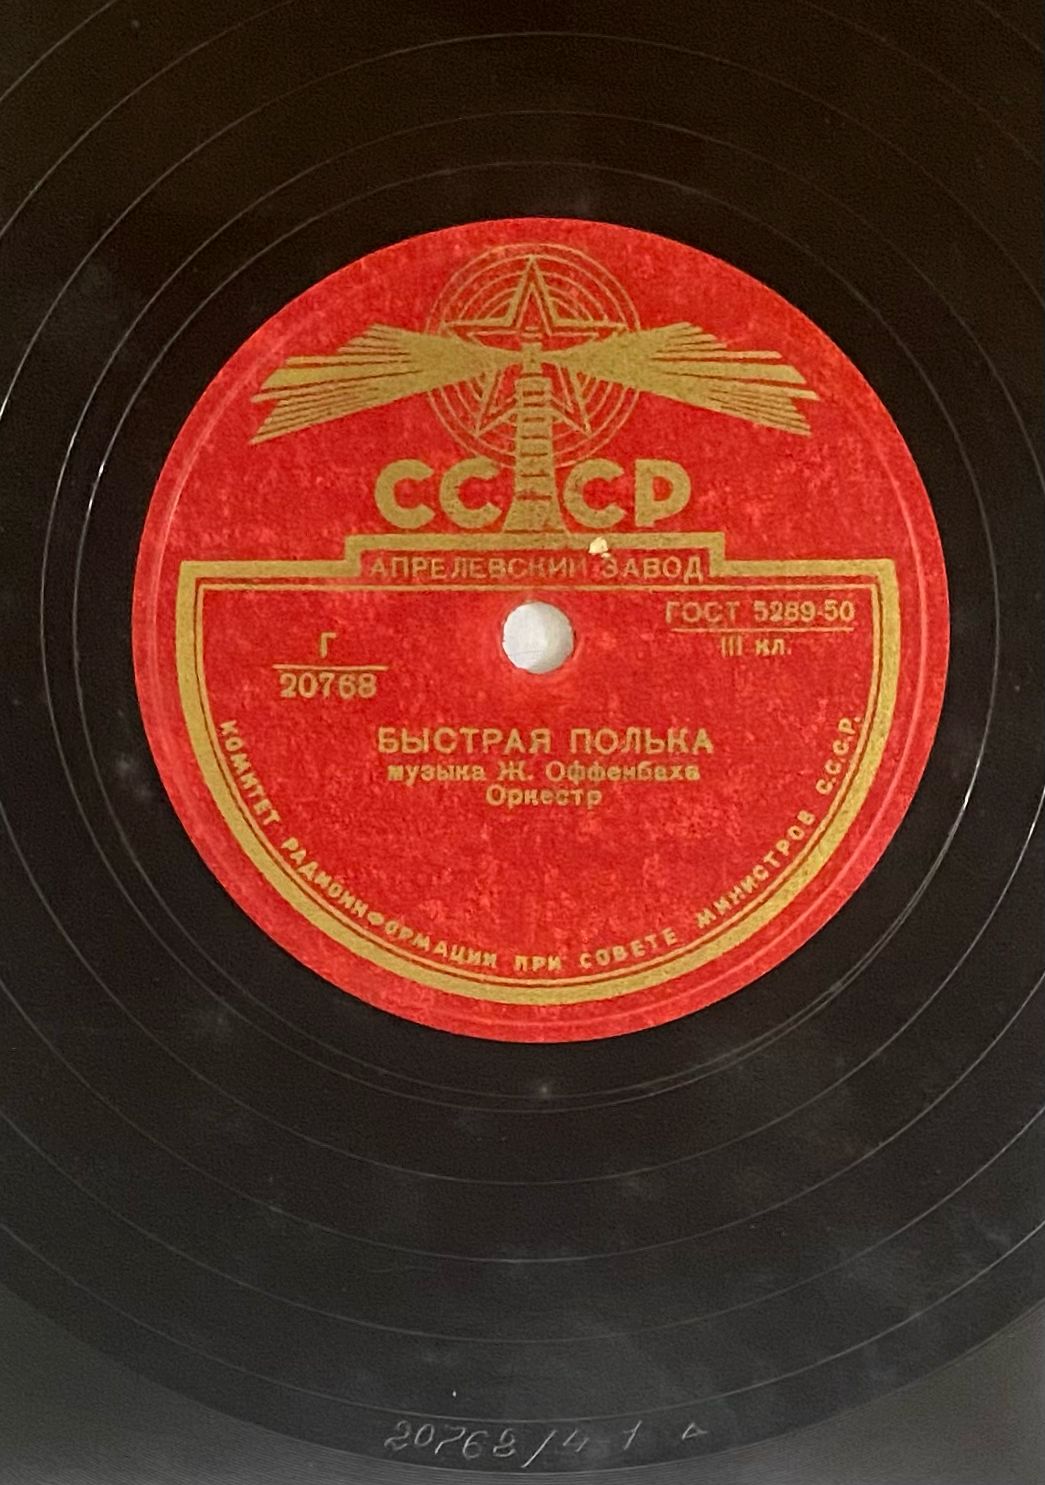 СССР
АПРЕЛЕВСКИЙ ЗАВОД
ГОСТ 5289-50
III кл.
Г
20768
БЫСТРАЯ ПОЛЬКА
музыка Ж. Оффенбаха
Оркестр
КОМИТЕТ РАДИОИНФОРМАЦИИ ПРИ СОВЕТЕ МИНИСТРОВ С.С.С.Р.
20768/4-1 А